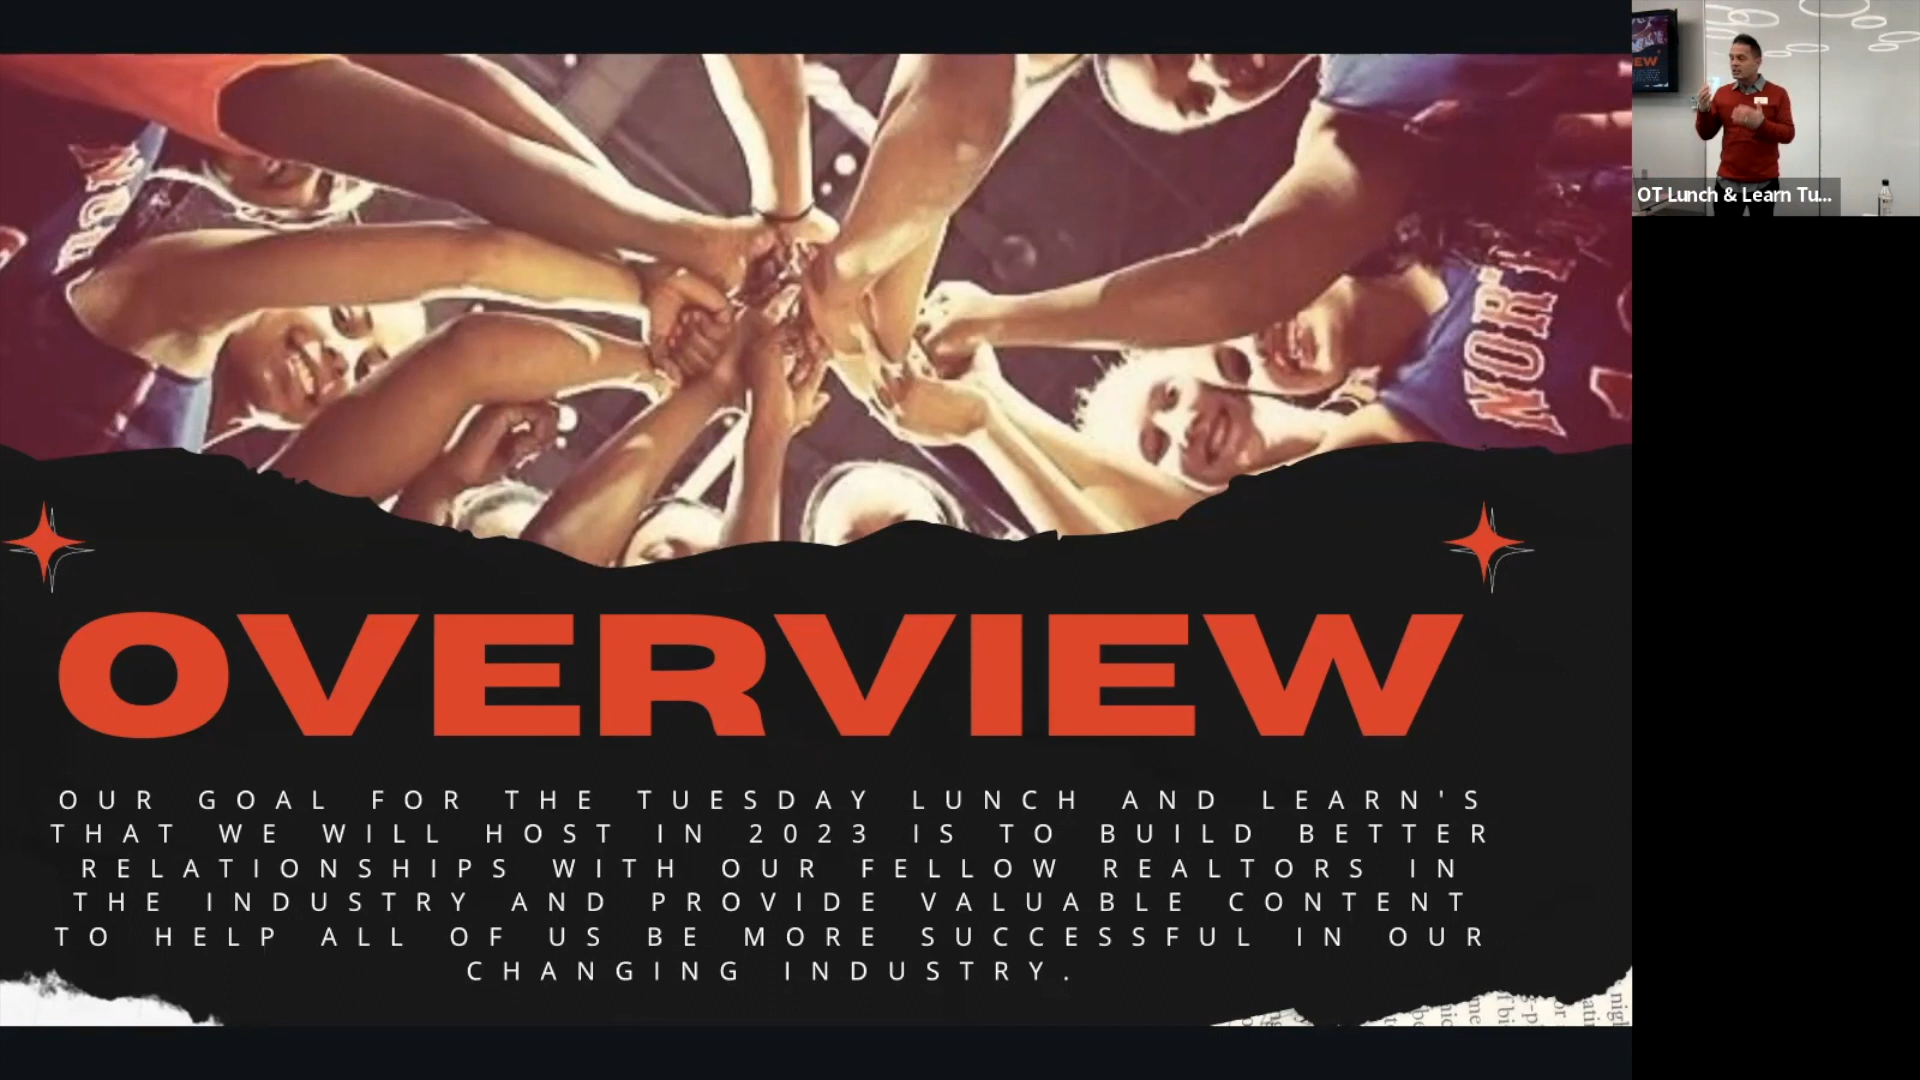 NORTH
OT Lunch & Learn Tu...
OVERVIEW
OUR GOAL FOR THE TUESDAY LUNCH AND LEARN'S
THAT WE WILL HOST IN 2023 IS TO BUILD BETTER
RELATIONSHIPS WITH OUR FELLOW REALTORS IN
THE INDUSTRY AND PROVIDE VALUABLE CONTENT
TO HELP ALL OF US BE MORE SUCCESSFUL IN OUR
CHANGING INDUSTRY.